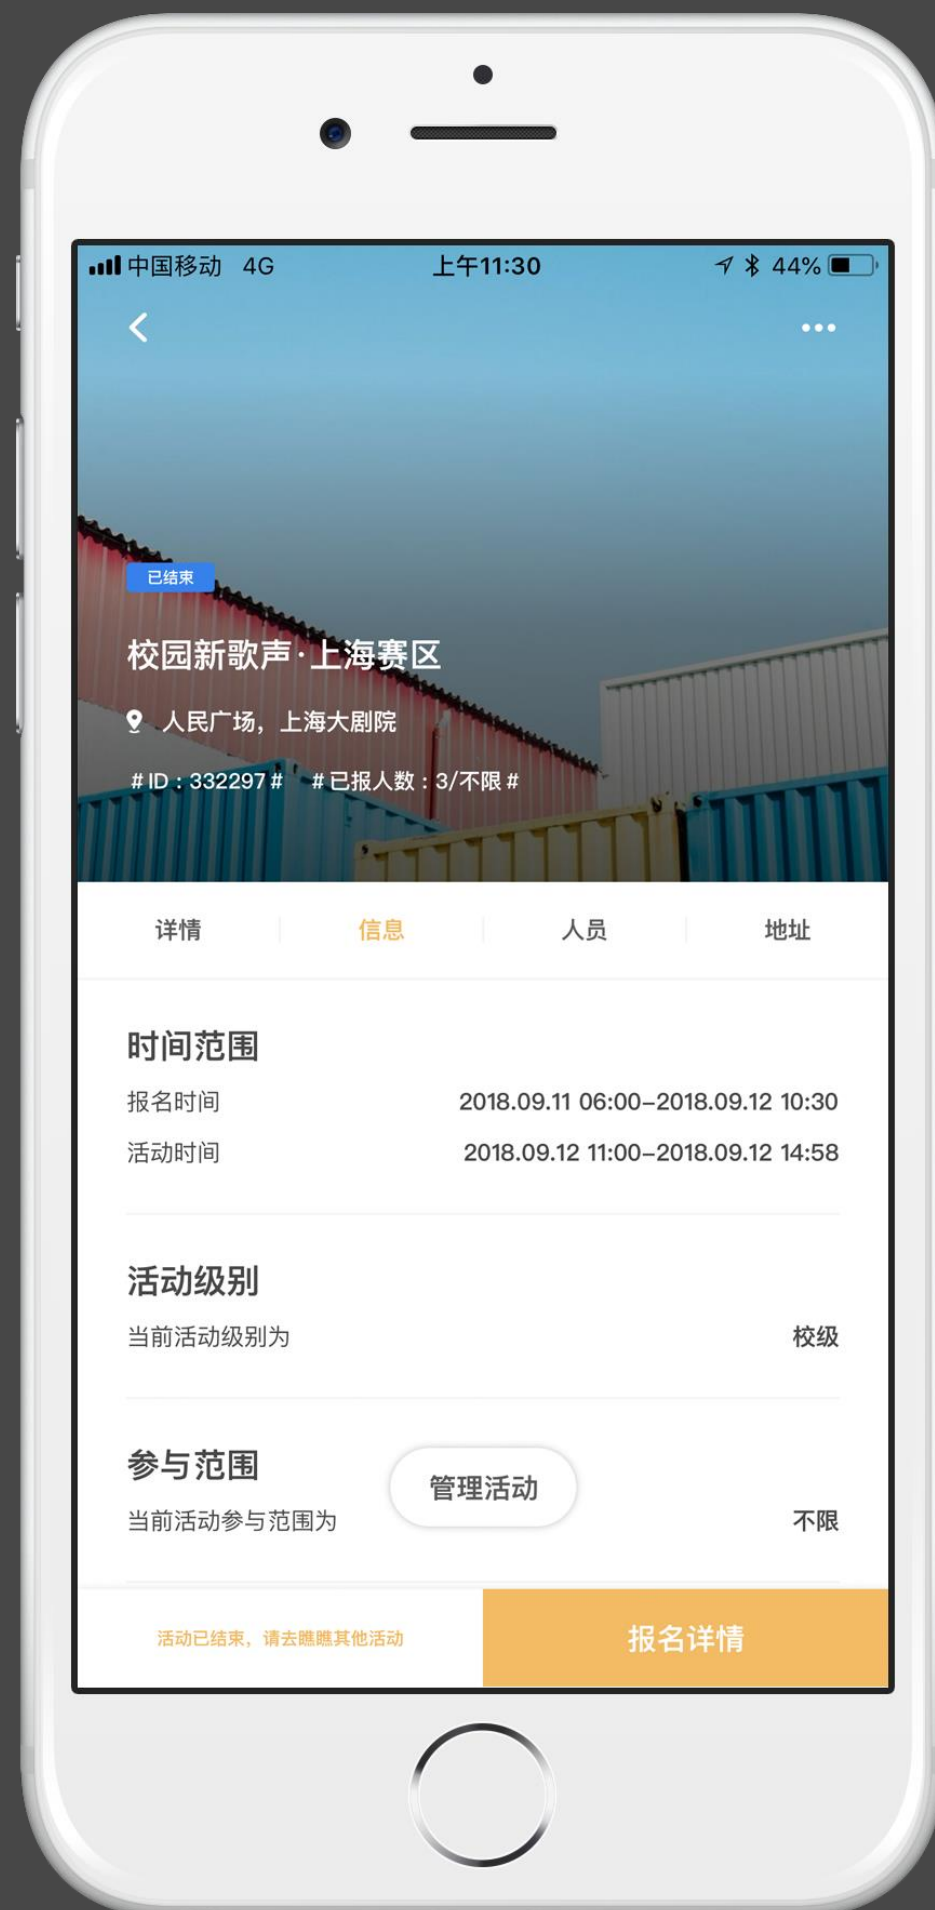 中国移动 4G 上午11:30 44%
已结束
校园新歌声·上海赛区
人民广场，上海大剧院
#ID：332297# #已报人数：3/不限#
详情 信息 人员 地址
时间范围
报名时间 2018.09.11 06:00-2018.09.12 10:30
活动时间 2018.09.12 11:00-2018.09.12 14:58
活动级别
当前活动级别为 校级
参与范围
管理活动
当前活动参与范围为 不限
活动已结束，请去瞧瞧其他活动 报名详情